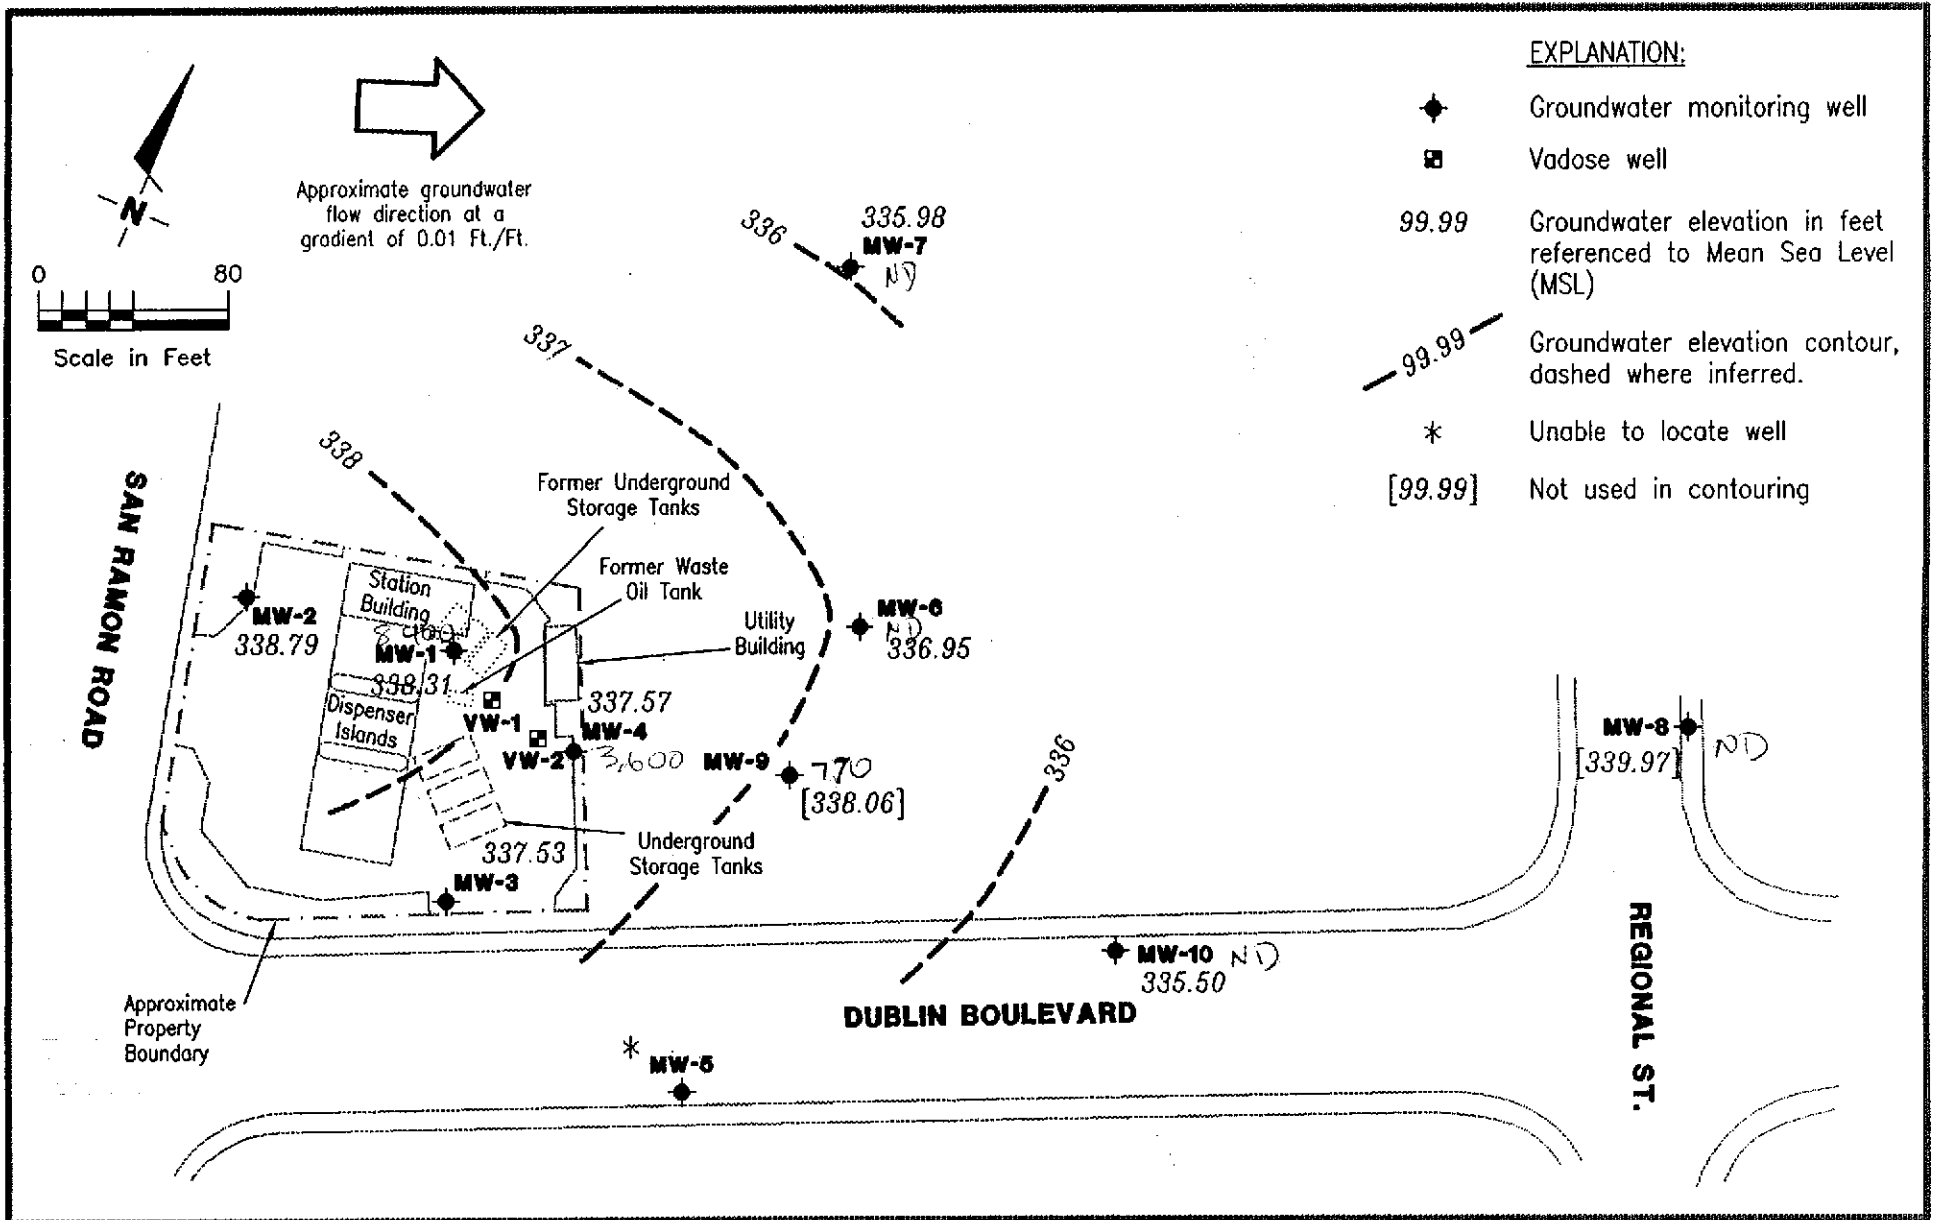 EXPLANATION:
Groundwater monitoring well
Vadose well
99.99
Groundwater elevation in feet
referenced to Mean Sea Level
(MSL)
99.99
Groundwater elevation contour,
dashed where inferred.
*
Unable to locate well
[99.99]
Not used in contouring
N
Approximate groundwater
flow direction at a
gradient of 0.01 Ft./Ft.
0
80
Scale in Feet
336
335.98
MW-7
ND
337
338
SAN RAMON ROAD
Former Underground
Storage Tanks
Former Waste
Oil Tank
Station
Building
MW-2
338.79
MW-1
338.31
Utility
Building
MW-6
ND
336.95
Dispenser
Islands
VW-1
VW-2
337.57
MW-4
3,600
MW-9
770
[338.06]
336
MW-8
ND
[339.97]
337.53
Underground
Storage Tanks
MW-3
MW-10
ND
335.50
DUBLIN BOULEVARD
REGIONAL ST.
Approximate
Property
Boundary
*
MW-5